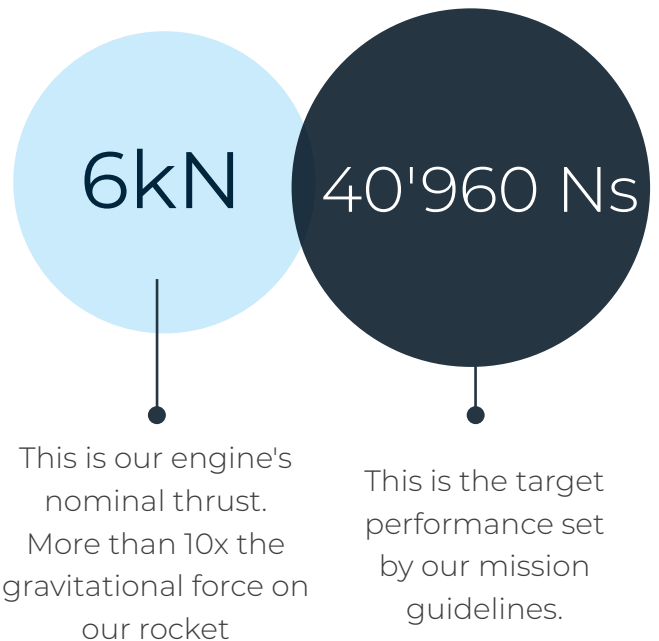 6kN
40'960 Ns
This is our engine's
nominal thrust.
More than 10x the
gravitational force on
our rocket
This is the target
performance set
by our mission
guidelines.